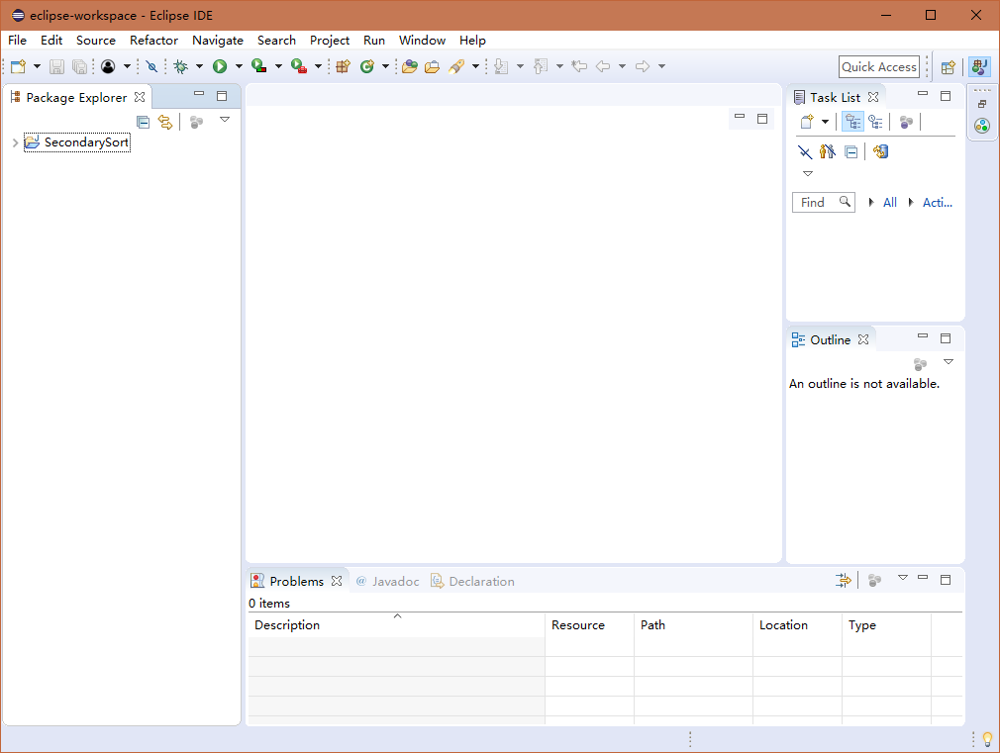 eclipse-workspace - Eclipse IDE
File Edit Source Refactor Navigate Search Project Run Window Help
Quick Access
Package Explorer
SecondarySort
Task List
Find All Acti...
Outline
An outline is not available.
Problems @ Javadoc Declaration
0 items
Description Resource Path Location Type